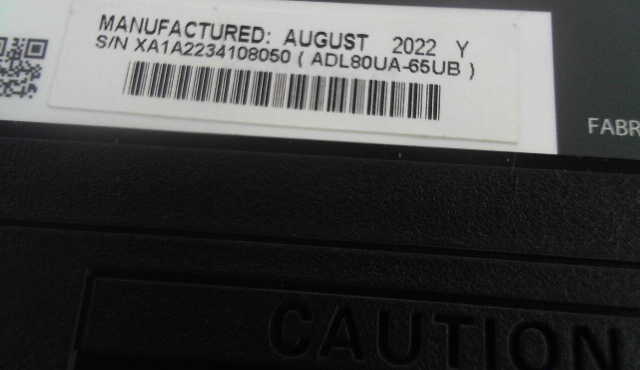 MANUFACTURED: AUGUST 2022 Y
S/N XA1A2234108050 ( ADL80UA-65UB )
FABR
CAUTION